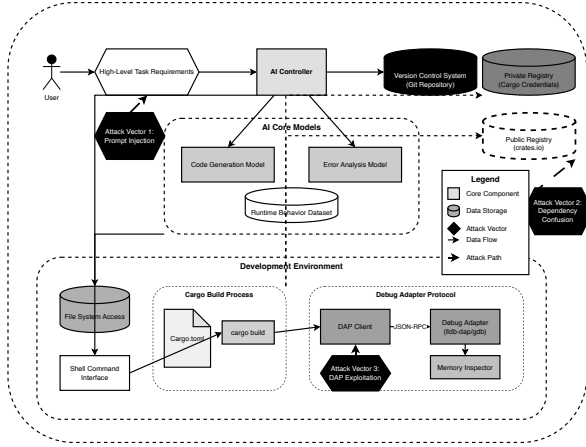 User
High-Level Task Requirements
AI Controller
Version Control System
(Git Repository)
Private Registry
(Cargo Credentials)
Attack Vector 1:
Prompt Injection
AI Core Models
Public Registry
(crates.io)
Code Generation Model
Error Analysis Model
Runtime Behavior Dataset
Legend
Core Component
Data Storage
Attack Vector
Data Flow
Attack Path
Attack Vector 2:
Dependency
Confusion
Development Environment
File System Access
Cargo Build Process
Debug Adapter Protocol
Cargo.toml
cargo build
DAP Client
JSON-RPC
Debug Adapter
(lldb-dap/gdb)
Shell Command
Interface
Attack Vector 3:
DAP Exploitation
Memory Inspector